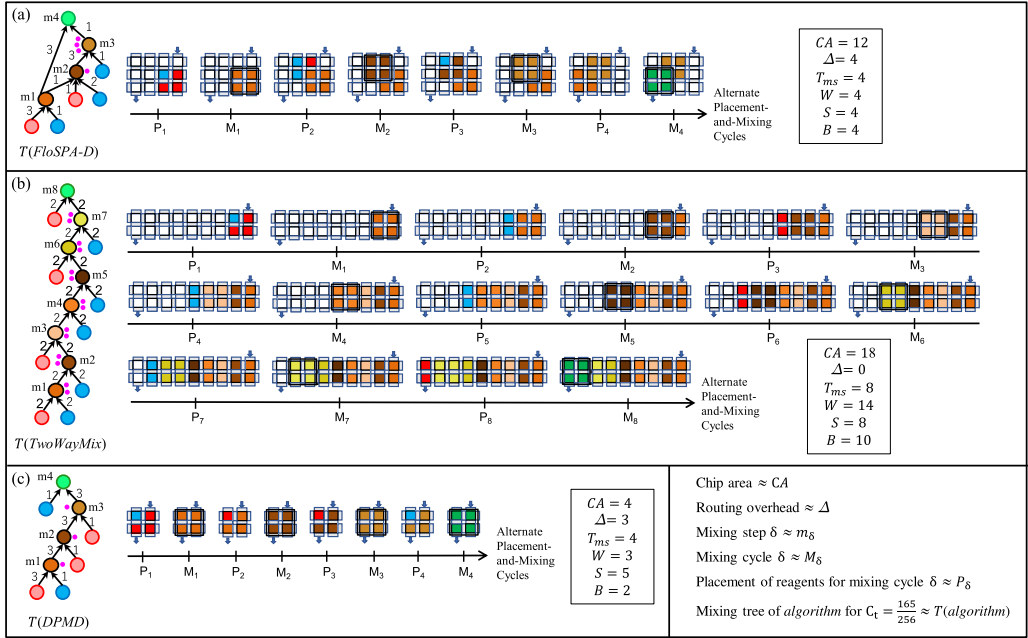 (a)
m4
1
m3
3
3
1
m2
1
1
2
m1
3
1
T(FloSPA-D)
P1
M1
P2
M2
P3
M3
P4
M4
Alternate
Placement-
and-Mixing
Cycles
CA = 12
Δ= 4
Tms = 4
W = 4
S = 4
B = 4
(b)
m8
2
2
m7
2
2
m6
2
2
m5
2
2
m4
2
2
m3
2
2
m2
2
2
m1
2
2
T(TwoWayMix)
P1
M1
P2
M2
P3
M3
P4
M4
P5
M5
P6
M6
P7
M7
P8
M8
Alternate
Placement-
and-Mixing
Cycles
CA = 18
Δ= 0
Tms = 8
W = 14
S = 8
B = 10
(c)
m4
1
3
m3
3
1
m2
3
1
m1
3
1
T(DPMD)
P1
M1
P2
M2
P3
M3
P4
M4
Alternate
Placement-
and-Mixing
Cycles
CA = 4
Δ= 3
Tms = 4
W = 3
S = 5
B = 2
Chip area ≈ CA
Routing overhead ≈ Δ
Mixing step δ ≈ mδ
Mixing cycle δ ≈ Mδ
Placement of reagents for mixing cycle δ ≈ Pδ
Mixing tree of algorithm for Ct = 165/256 ≈ T(algorithm)